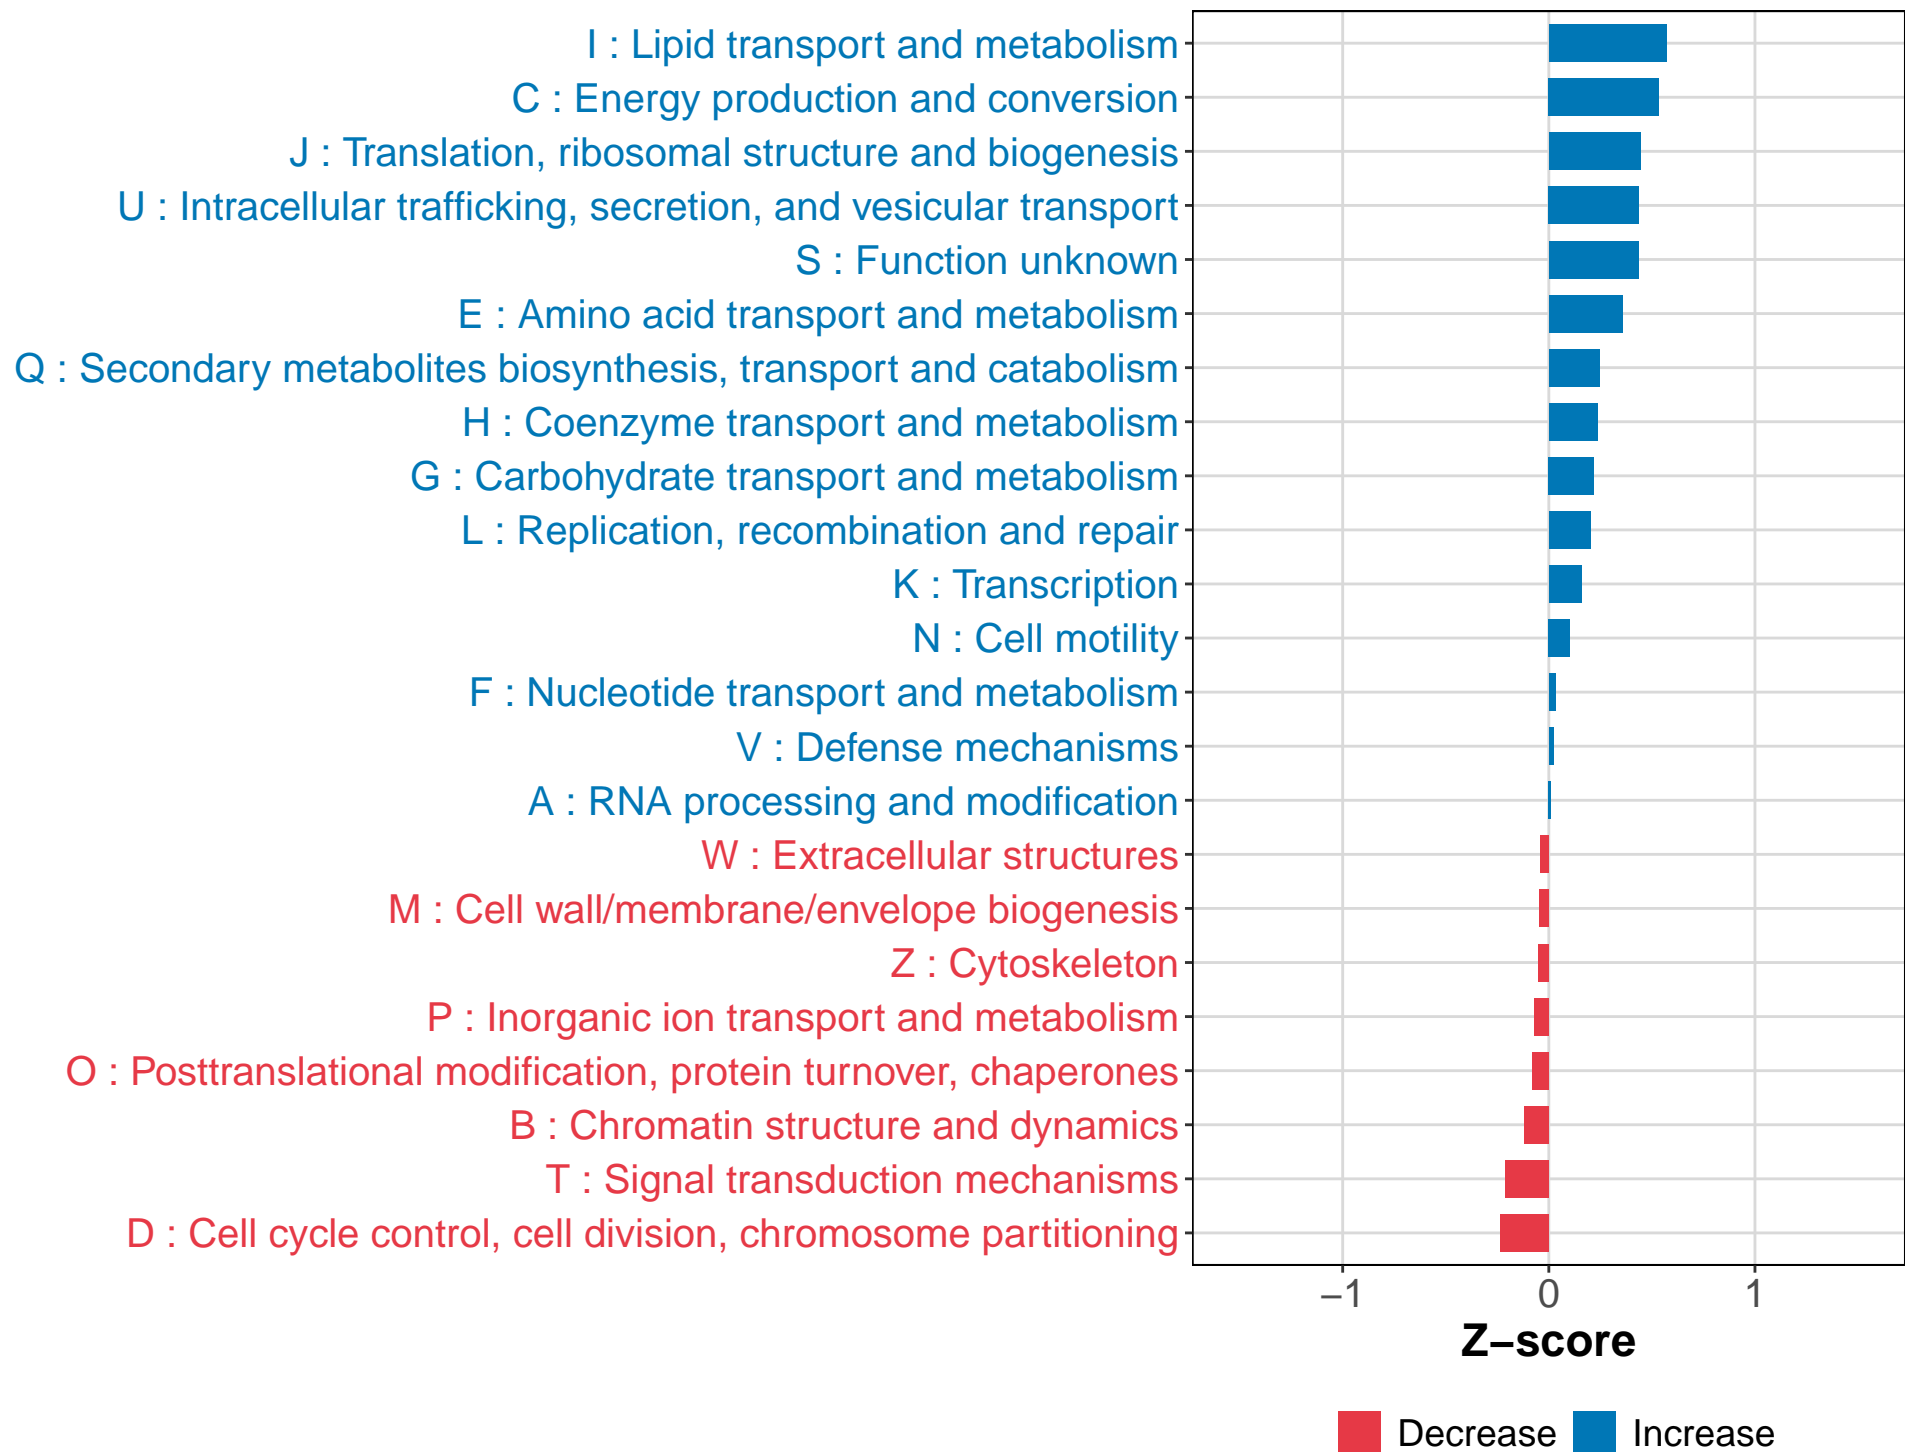 I : Lipid transport and metabolism
C : Energy production and conversion
J : Translation, ribosomal structure and biogenesis
U : Intracellular trafficking, secretion, and vesicular transport
S : Function unknown
E : Amino acid transport and metabolism
Q : Secondary metabolites biosynthesis, transport and catabolism
H : Coenzyme transport and metabolism
G : Carbohydrate transport and metabolism
L : Replication, recombination and repair
K : Transcription
N : Cell motility
F : Nucleotide transport and metabolism
V : Defense mechanisms
A : RNA processing and modification
W : Extracellular structures
M : Cell wall/membrane/envelope biogenesis
Z : Cytoskeleton
P : Inorganic ion transport and metabolism
O : Posttranslational modification, protein turnover, chaperones
B : Chromatin structure and dynamics
T : Signal transduction mechanisms
D : Cell cycle control, cell division, chromosome partitioning
−1 0 1
Z−score
Decrease Increase